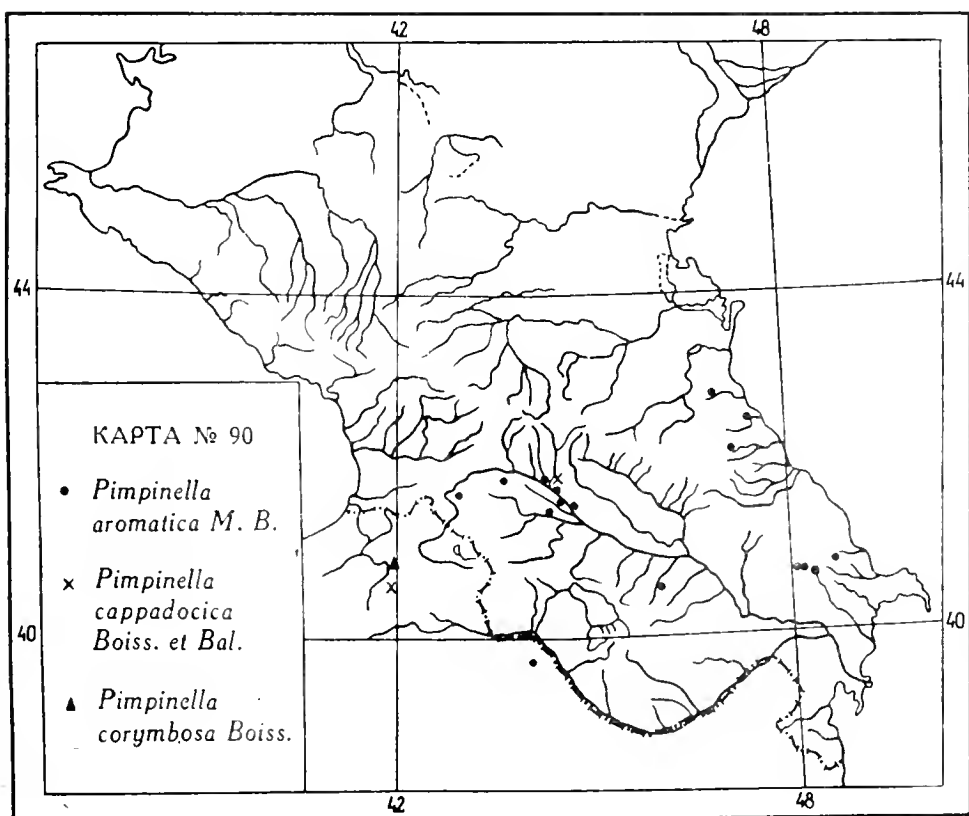 42 48
44 44
КАРТА № 90
• Pimpinella
aromatica M. B.
× Pimpinella
cappadocica
Boiss. et Bal.
40 40
▲ Pimpinella
corymbosa Boiss.
42 48